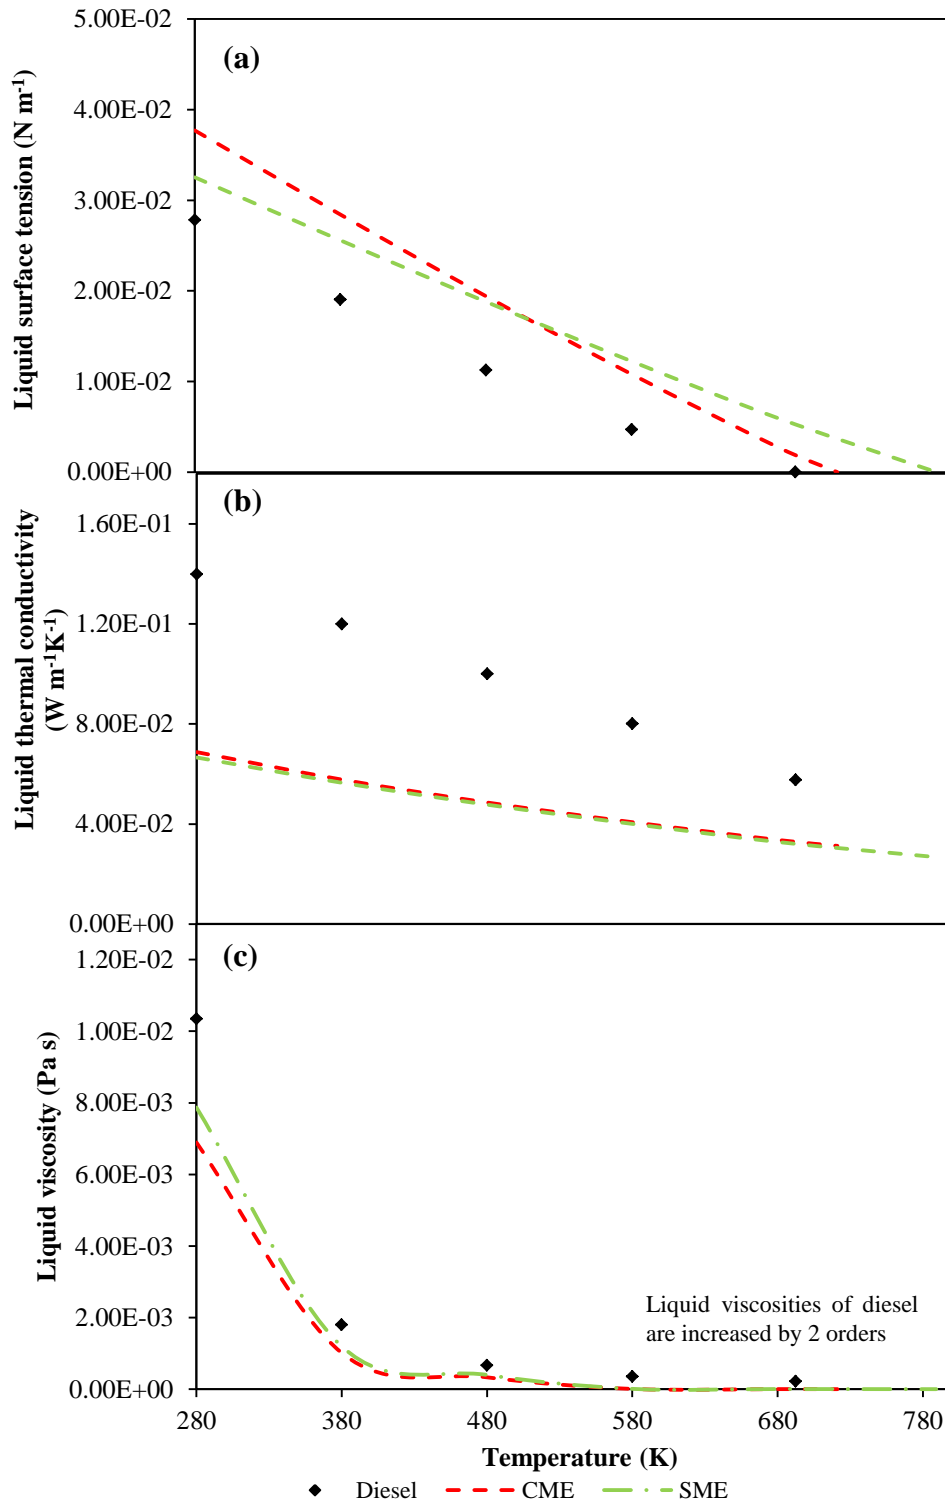 5.00E-02
(a)
4.00E-02
3.00E-02
2.00E-02
1.00E-02
0.00E+00
Liquid surface tension (N m-1)
(b)
1.60E-01
1.20E-01
8.00E-02
4.00E-02
0.00E+00
Liquid thermal conductivity
(W m-1K-1)
(c)
1.20E-02
1.00E-02
8.00E-03
6.00E-03
4.00E-03
2.00E-03
0.00E+00
Liquid viscosity (Pa s)
Liquid viscosities of diesel
are increased by 2 orders
280 380 480 580 680 780
Temperature (K)
Diesel CME SME